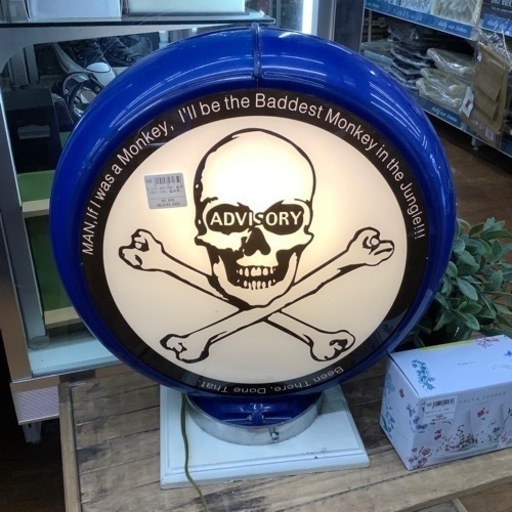 MAN, if I was a Monkey, I'll be the Baddest Monkey in the Jungle!!!
ADVISORY
Been There, Done That.